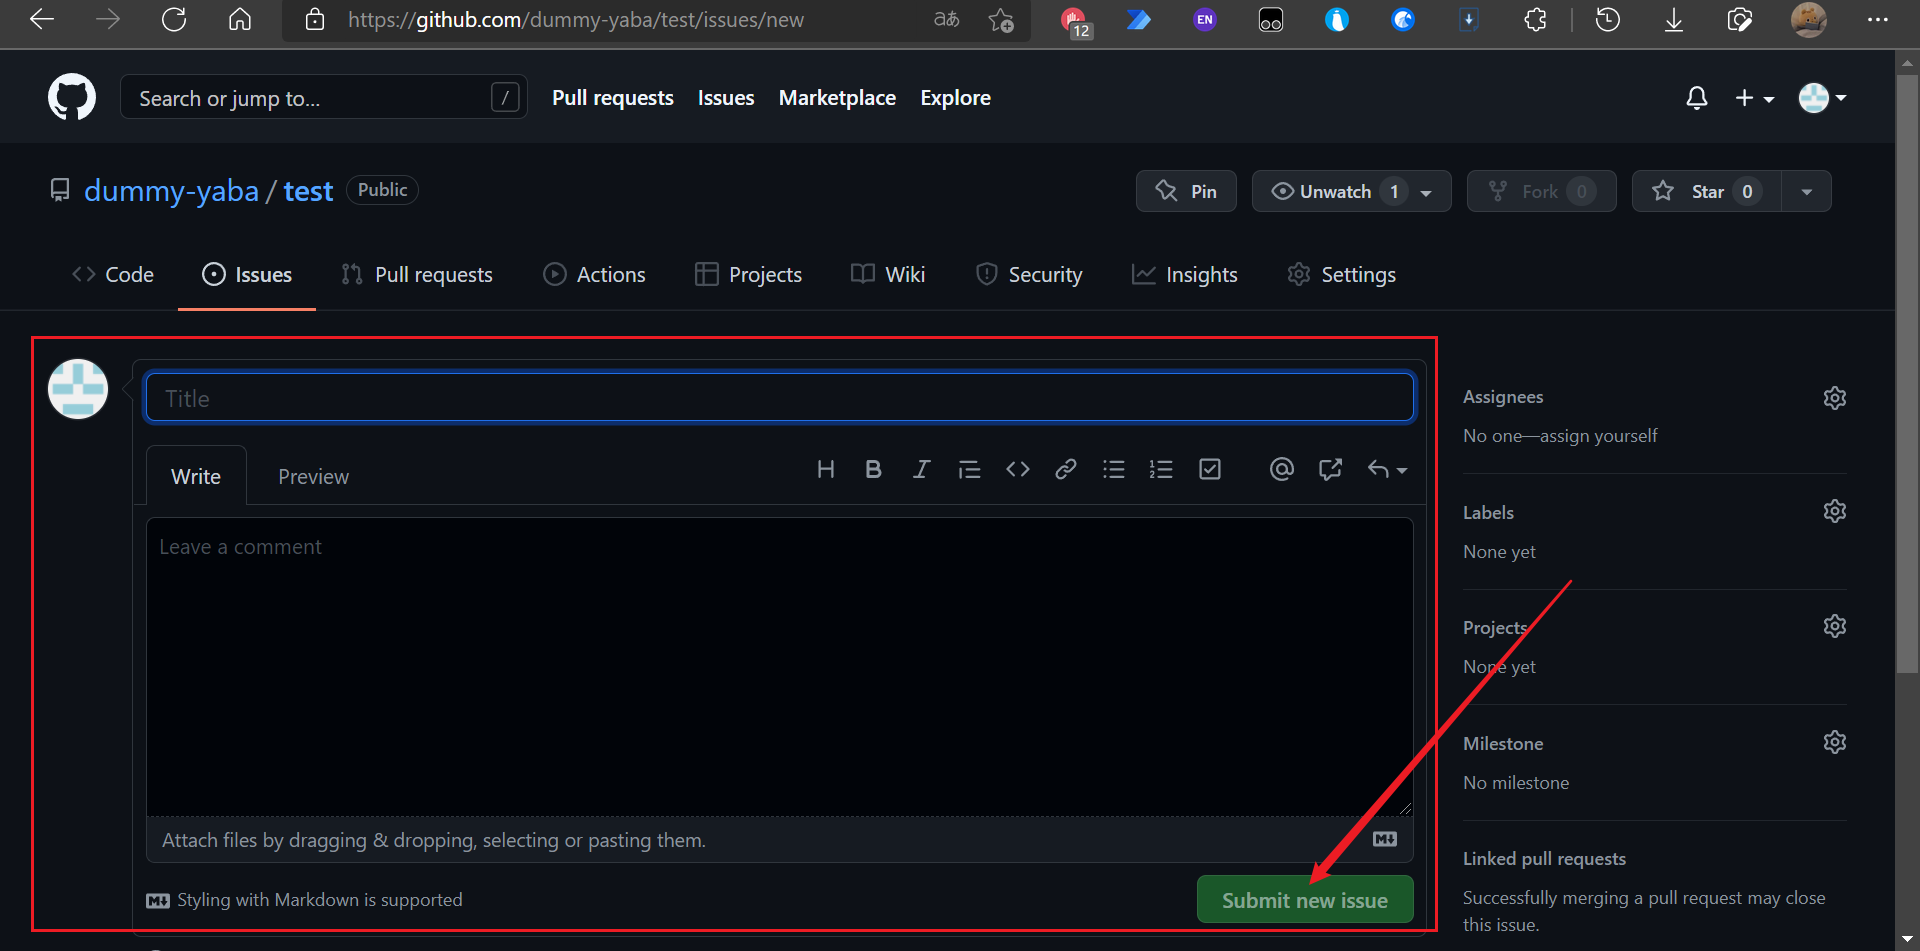 https://github.com/dummy-yaba/test/issues/new
aあ
12
EN
Search or jump to...
/
Pull requests
Issues
Marketplace
Explore
dummy-yaba / test
Public
Pin
Unwatch 1
Fork 0
Star 0
Code
Issues
Pull requests
Actions
Projects
Wiki
Security
Insights
Settings
Title
Write
Preview
Leave a comment
Attach files by dragging & dropping, selecting or pasting them.
Styling with Markdown is supported
Submit new issue
Assignees
No one—assign yourself
Labels
None yet
Projects
None yet
Milestone
No milestone
Linked pull requests
Successfully merging a pull request may close
this issue.